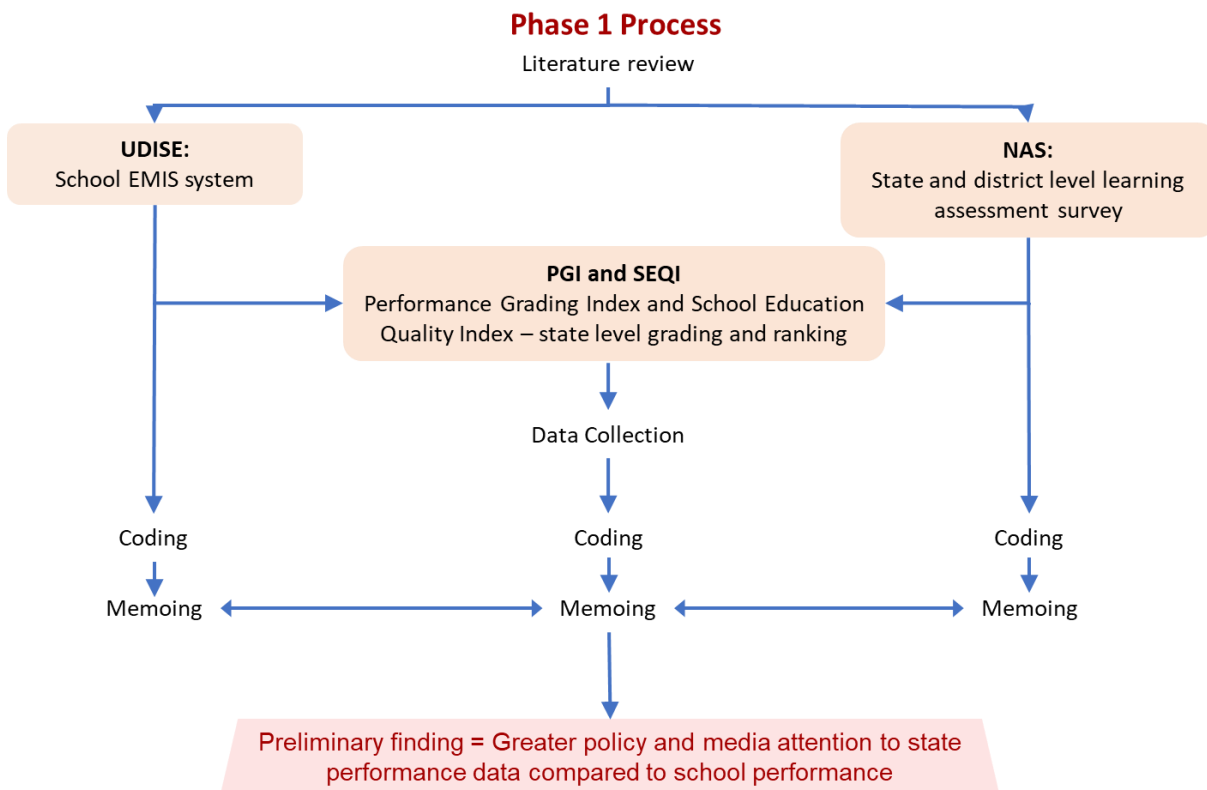 Phase 1 Process
Literature review
UDISE:
School EMIS system
NAS:
State and district level learning
assessment survey
PGI and SEQI
Performance Grading Index and School Education
Quality Index – state level grading and ranking
Data Collection
Coding
Coding
Coding
Memoing
Memoing
Memoing
Preliminary finding = Greater policy and media attention to state
performance data compared to school performance